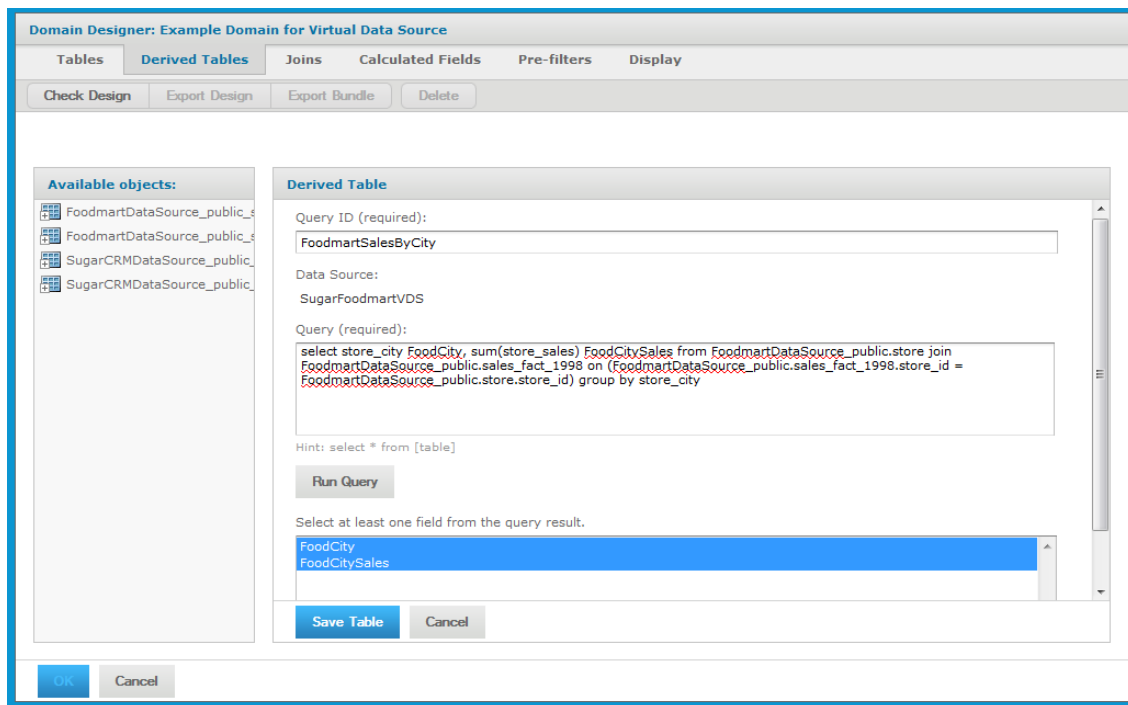 Domain Designer: Example Domain for Virtual Data Source
Tables Derived Tables Joins Calculated Fields Pre-filters Display
Check Design Export Design Export Bundle Delete
Available objects:
FoodmartDataSource_public_s
FoodmartDataSource_public_s
SugarCRMDataSource_public_
SugarCRMDataSource_public_
Derived Table
Query ID (required):
FoodmartSalesByCity
Data Source:
SugarFoodmartVDS
Query (required):
select store_city FoodCity, sum(store_sales) FoodCitySales from FoodmartDataSource_public.store join
FoodmartDataSource_public.sales_fact_1998 on (FoodmartDataSource_public.sales_fact_1998.store_id =
FoodmartDataSource_public.store.store_id) group by store_city
Hint: select * from [table]
Run Query
Select at least one field from the query result.
FoodCity
FoodCitySales
Save Table Cancel
OK Cancel